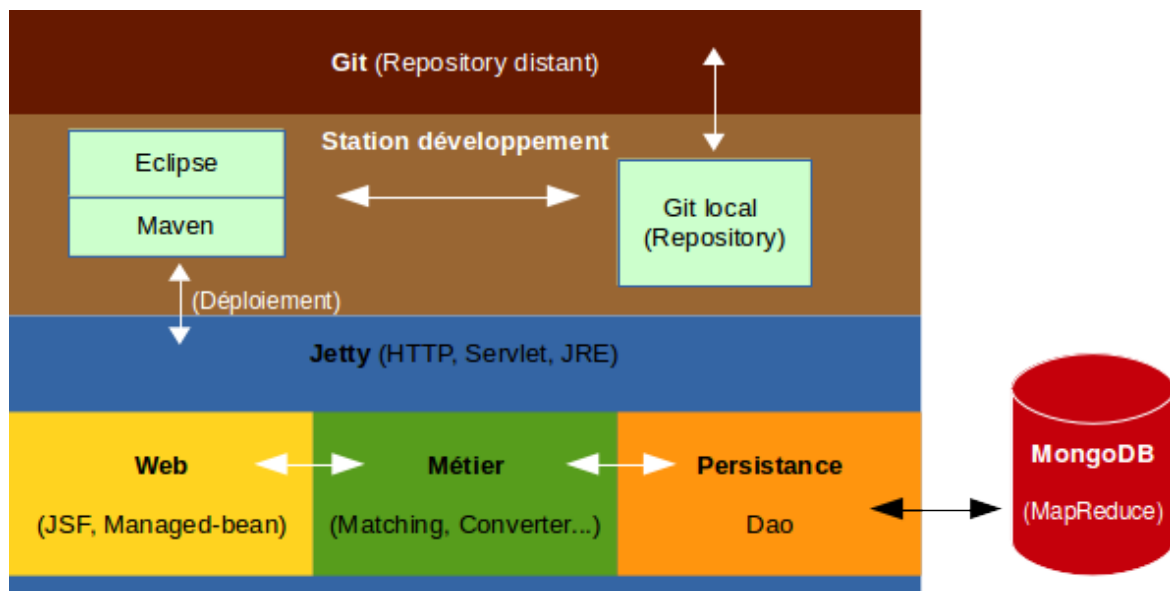 Git (Repository distant)
Station développement
Eclipse
Maven
Git local
(Repository)
(Déploiement)
Jetty (HTTP, Servlet, JRE)
Web
(JSF, Managed-bean)
Métier
(Matching, Converter...)
Persistance
Dao
MongoDB
(MapReduce)